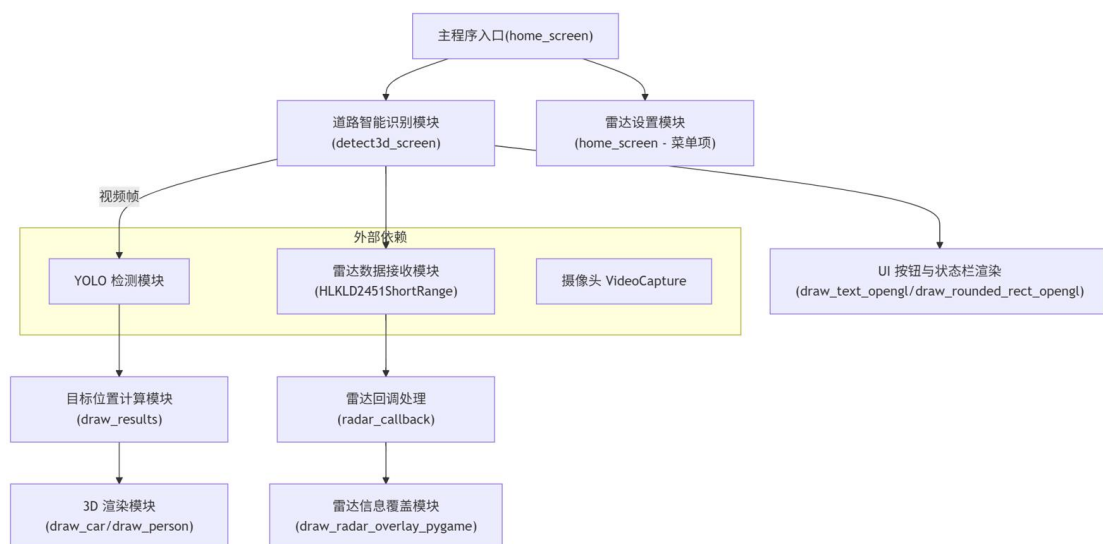 主程序入口(home_screen)
道路智能识别模块
(detect3d_screen)
雷达设置模块
(home_screen - 菜单项)
视频帧
外部依赖
YOLO 检测模块
雷达数据接收模块
(HLKLD2451ShortRange)
摄像头 VideoCapture
UI 按钮与状态栏渲染
(draw_text_opengl/draw_rounded_rect_opengl)
目标位置计算模块
(draw_results)
雷达回调处理
(radar_callback)
3D 渲染模块
(draw_car/draw_person)
雷达信息覆盖模块
(draw_radar_overlay_pygame)